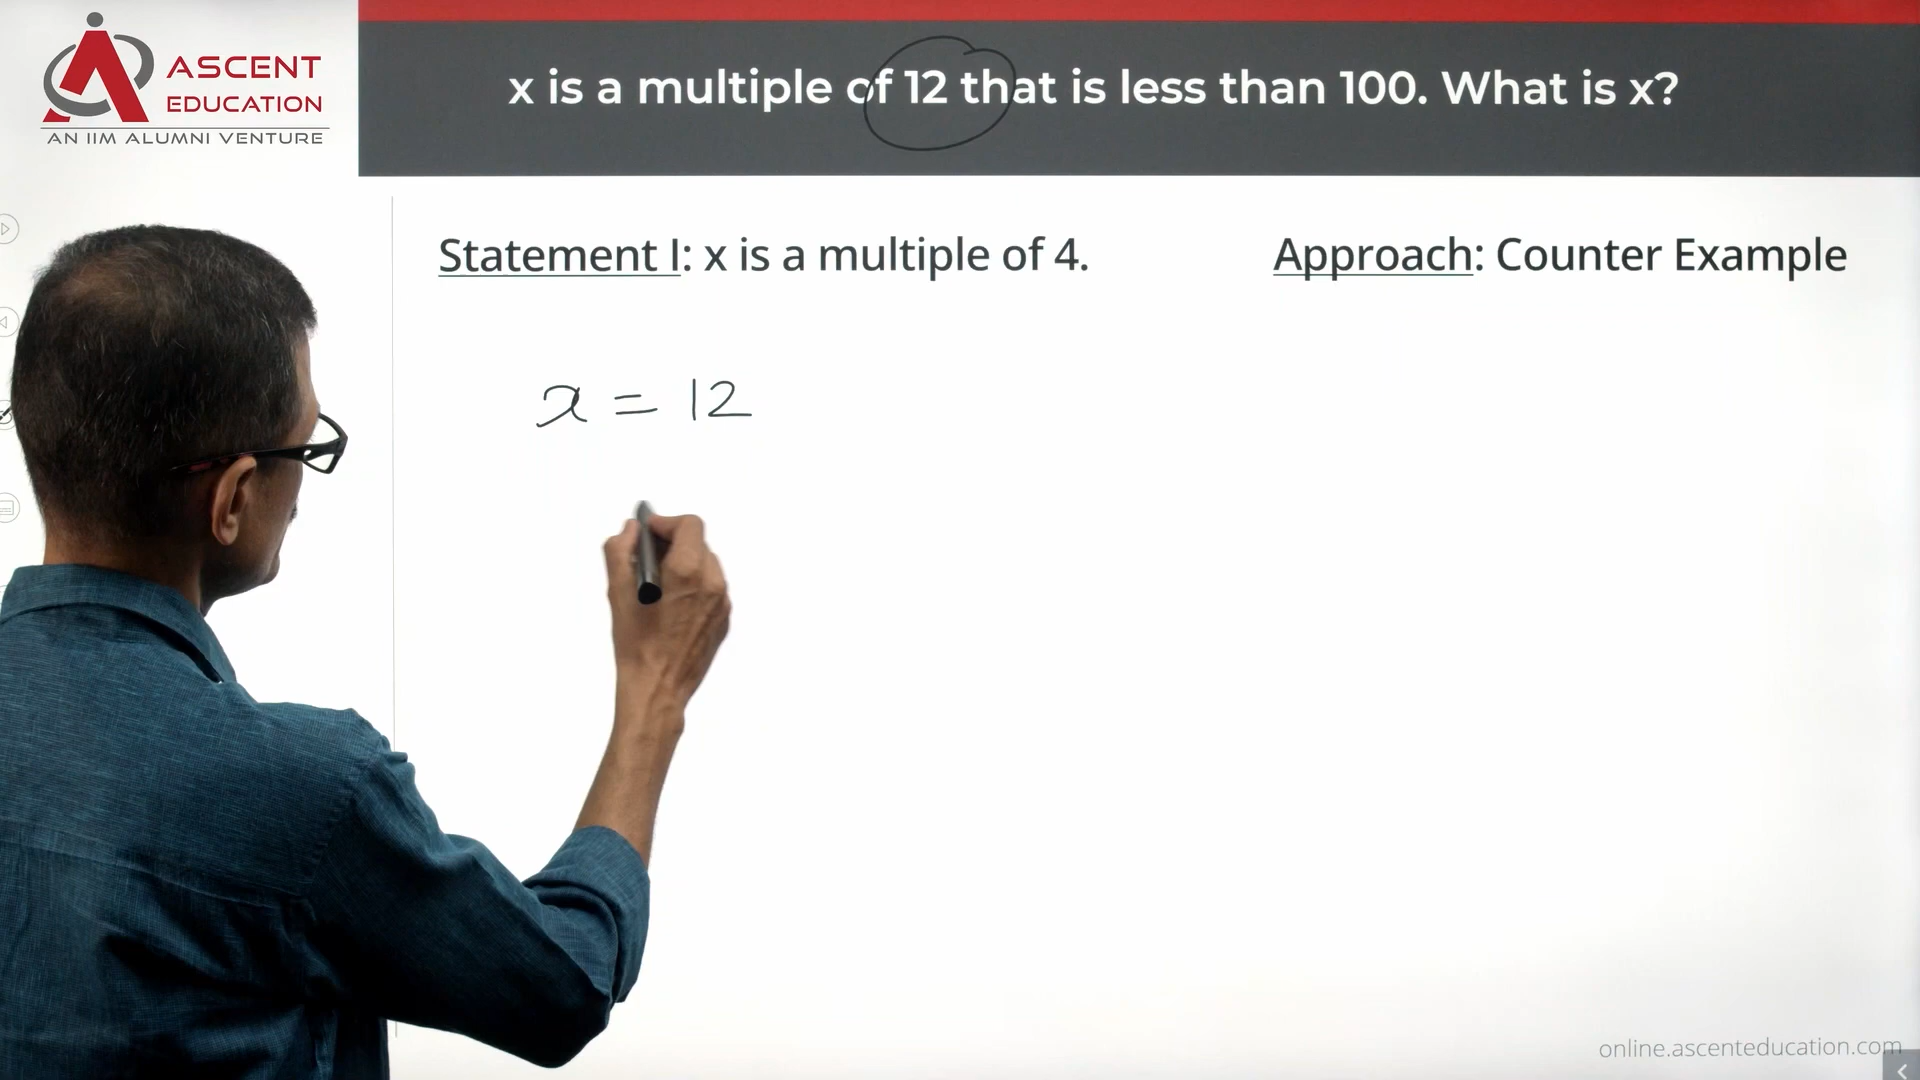 ASCENT
EDUCATION
AN IIM ALUMNI VENTURE
x is a multiple of 12 that is less than 100. What is x?
Statement I: x is a multiple of 4.
Approach: Counter Example
x = 12
online.ascenteducation.com